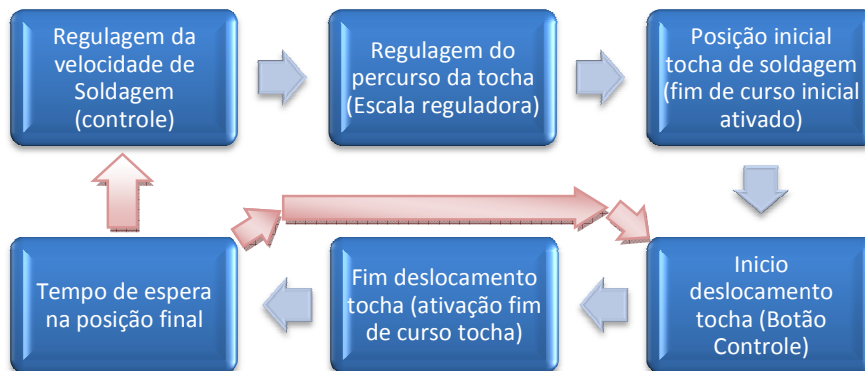 Regulagem da
velocidade de
Soldagem
(controle)
Regulagem do
percurso da tocha
(Escala reguladora)
Posição inicial
tocha de soldagem
(fim de curso inicial
ativado)
Tempo de espera
na posição final
Fim deslocamento
tocha (ativação fim
de curso tocha)
Inicio
deslocamento
tocha (Botão
Controle)